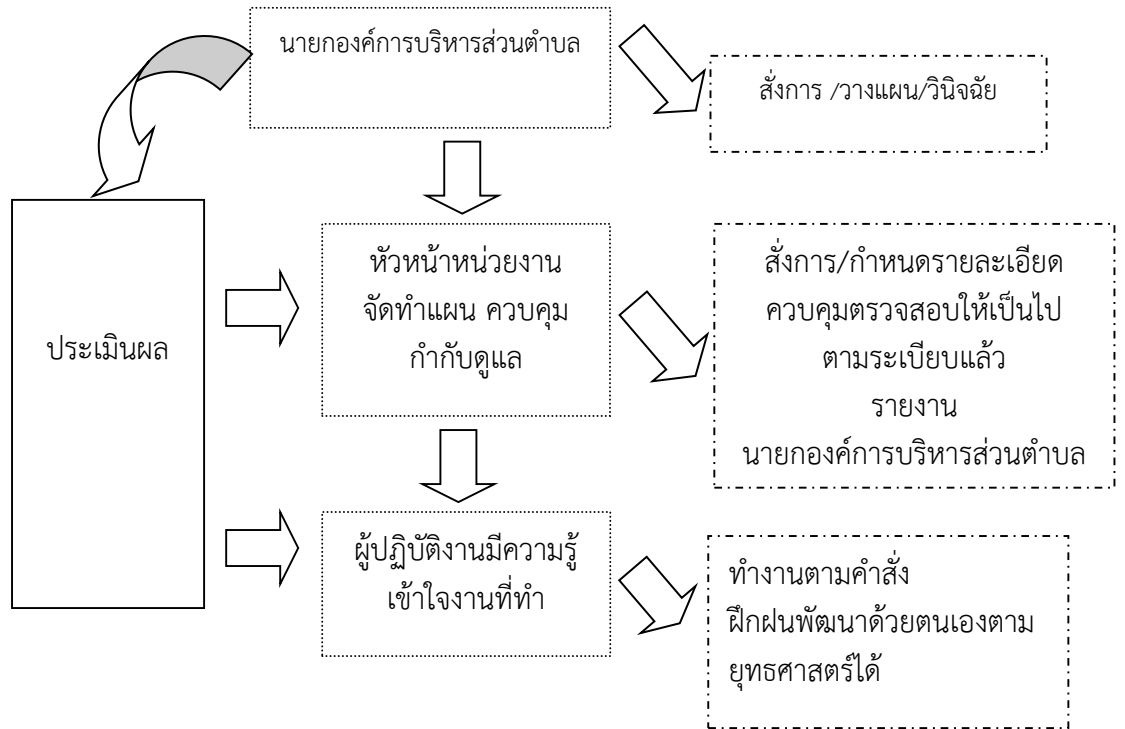 นายกองค์การบริหารส่วนตำบล
สั่งการ /วางแผน/วินิจฉัย
ประเมินผล
หัวหน้าหน่วยงาน
จัดทำแผน ควบคุม
กำกับดูแล
สั่งการ/กำหนดรายละเอียด
ควบคุมตรวจสอบให้เป็นไป
ตามระเบียบแล้ว
รายงาน
นายกองค์การบริหารส่วนตำบล
ผู้ปฏิบัติงานมีความรู้
เข้าใจงานที่ทำ
ทำงานตามคำสั่ง
ฝึกฝนพัฒนาด้วยตนเองตาม
ยุทธศาสตร์ได้